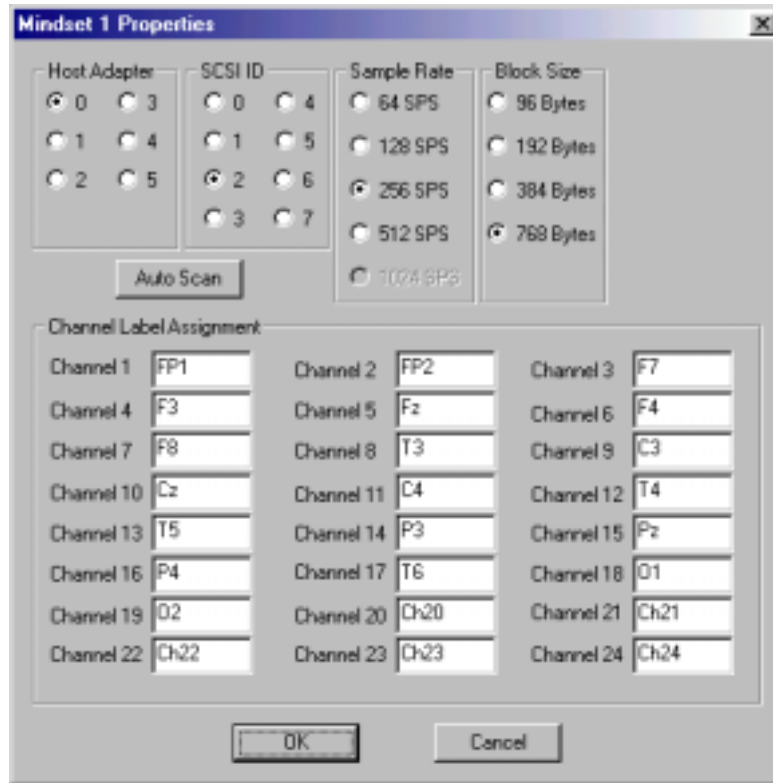 Mindset 1 Properties
Host Adapter SCSI ID Sample Rate Block Size
0 3 0 4 64 SPS 96 Bytes
1 4 1 5 128 SPS 192 Bytes
2 5 2 6 256 SPS 384 Bytes
3 7 512 SPS 768 Bytes
Auto Scan 1024 SPS
Channel Label Assignment
Channel 1 FP1 Channel 2 FP2 Channel 3 F7
Channel 4 F3 Channel 5 Fz Channel 6 F4
Channel 7 F8 Channel 8 T3 Channel 9 C3
Channel 10 Cz Channel 11 C4 Channel 12 T4
Channel 13 T5 Channel 14 P3 Channel 15 Pz
Channel 16 P4 Channel 17 T6 Channel 18 O1
Channel 19 O2 Channel 20 Ch20 Channel 21 Ch21
Channel 22 Ch22 Channel 23 Ch23 Channel 24 Ch24
OK Cancel